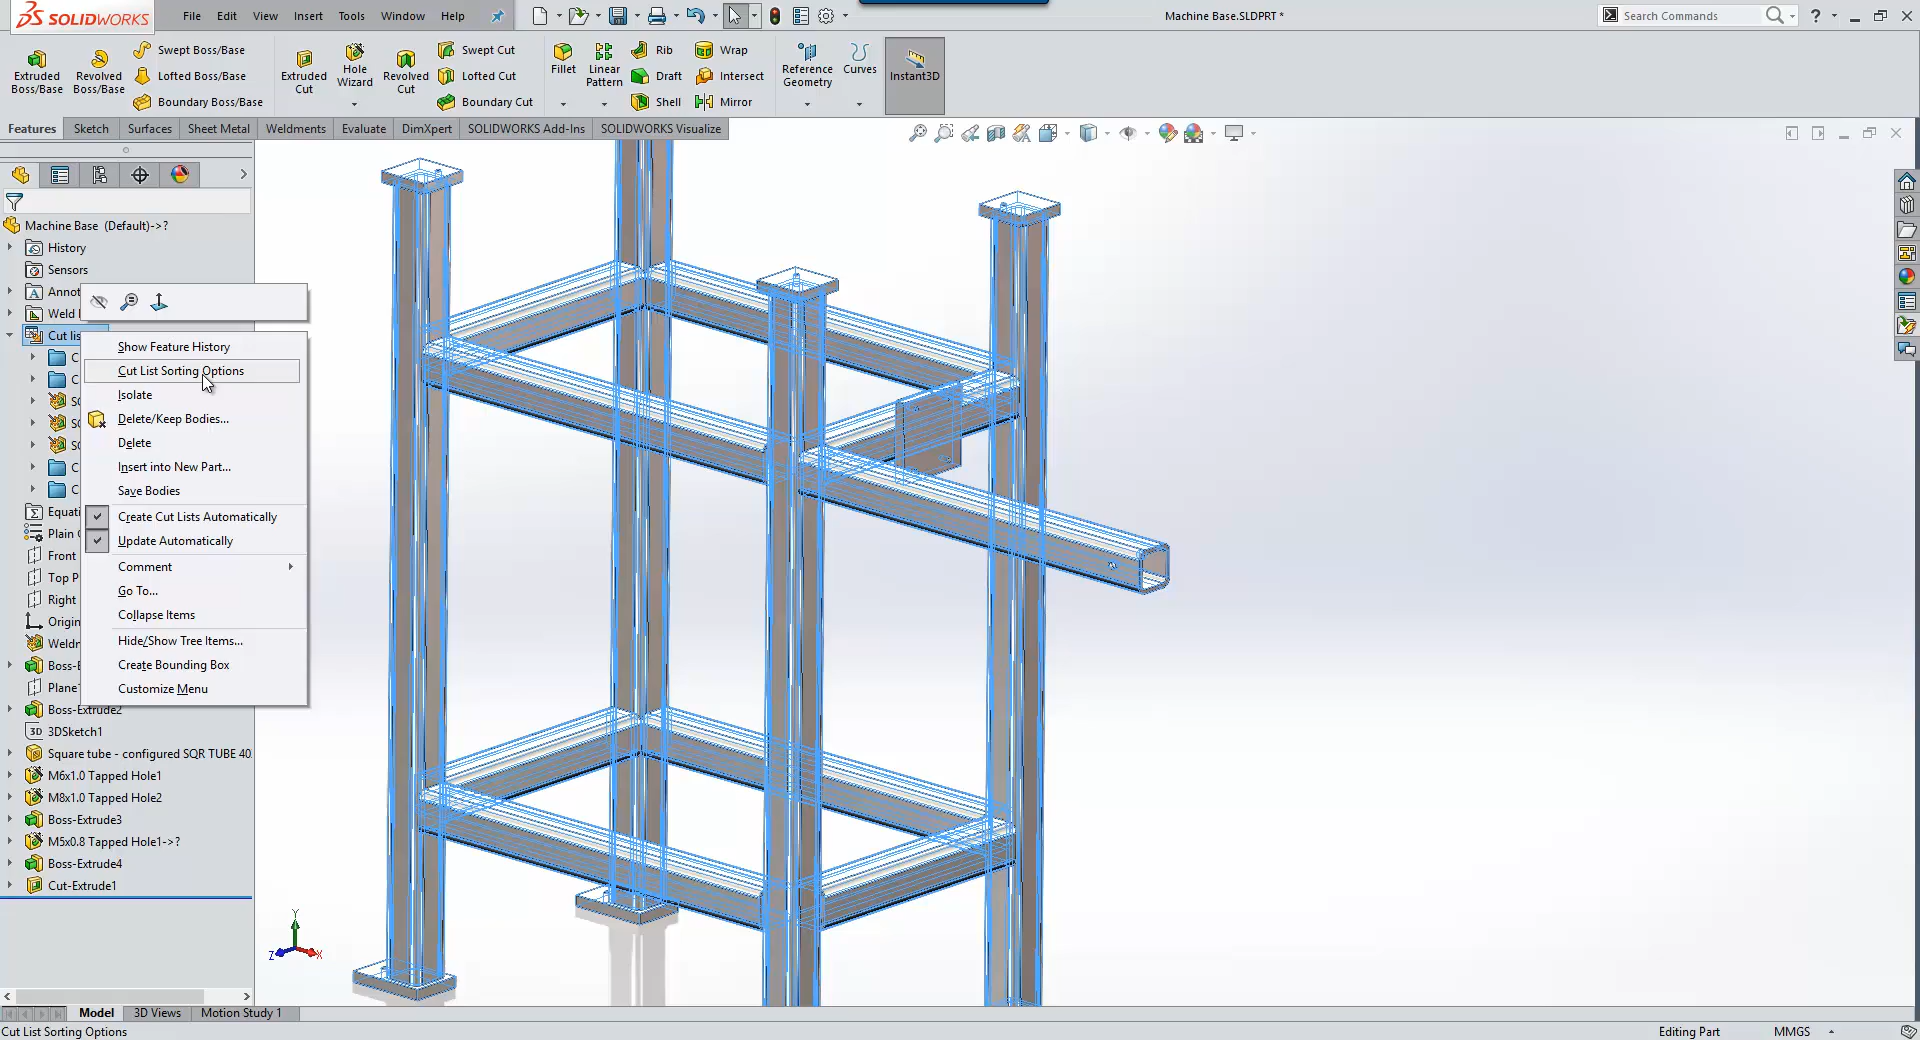 SOLIDWORKS
File Edit View Insert Tools Window Help
Machine Base.SLDPRT *
Search Commands
?
Extruded Boss/Base
Revolved Boss/Base
Swept Boss/Base
Lofted Boss/Base
Boundary Boss/Base
Extruded Cut
Hole Wizard
Revolved Cut
Swept Cut
Lofted Cut
Boundary Cut
Fillet
Linear Pattern
Rib
Draft
Shell
Wrap
Intersect
Mirror
Reference Geometry
Curves
Instant3D
Features Sketch Surfaces Sheet Metal Weldments Evaluate DimXpert SOLIDWORKS Add-Ins SOLIDWORKS Visualize
Machine Base (Default)->?
History
Sensors
Annot
Weld
Cut lis
C
C
SC
SC
SC
C
C
Equati
Plain
Front
Top P
Right
Origin
Weldm
Boss-E
Plane
Boss-Extrude2
3D 3DSketch1
Square tube - configured SQR TUBE 40
M6x1.0 Tapped Hole1
M8x1.0 Tapped Hole2
Boss-Extrude3
M5x0.8 Tapped Hole1->?
Boss-Extrude4
Cut-Extrude1
Show Feature History
Cut List Sorting Options
Isolate
Delete/Keep Bodies...
Delete
Insert into New Part...
Save Bodies
Create Cut Lists Automatically
Update Automatically
Comment
Go To...
Collapse Items
Hide/Show Tree Items...
Create Bounding Box
Customize Menu
Y
Z X
Model 3D Views Motion Study 1
Cut List Sorting Options
Editing Part MMGS